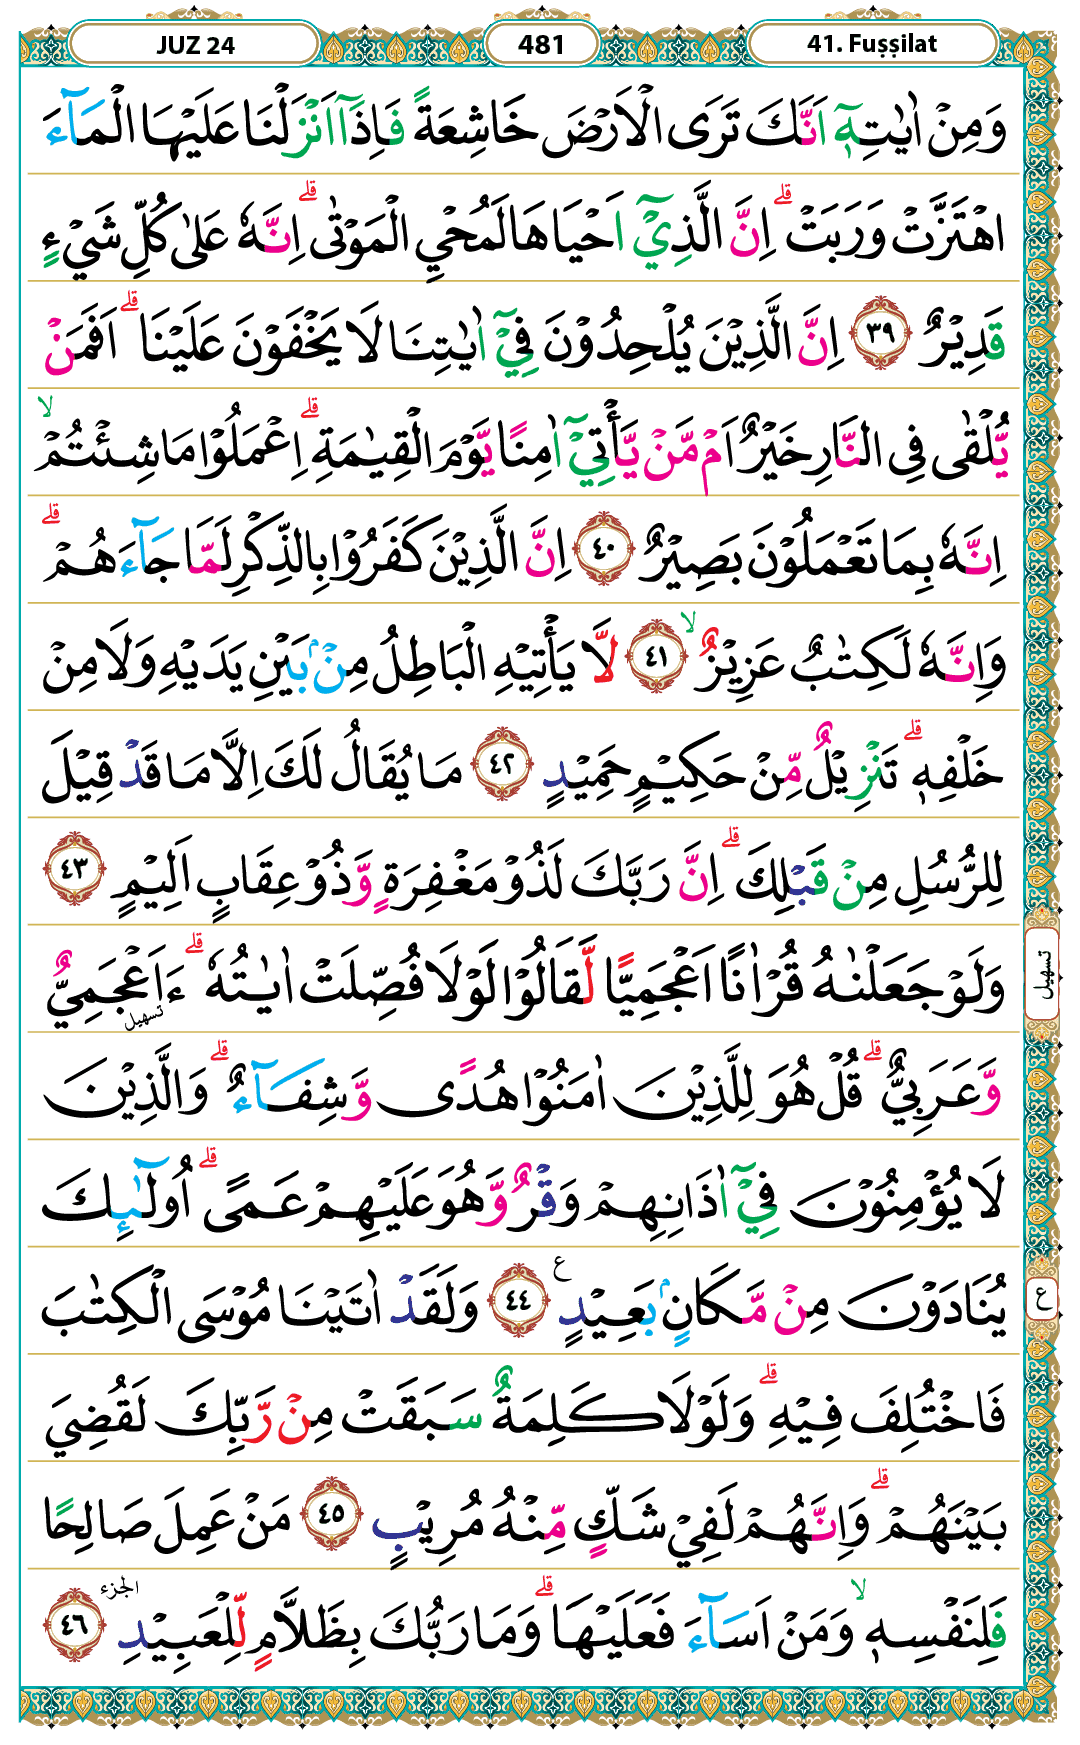 JUZ 24 481 41. Fuṣṣilat
وَمِنْ اٰيٰتِهٖٓ اَنَّكَ تَرَى الْاَرْضَ خَاشِعَةً فَاِذَآ اَنْزَلْنَا عَلَيْهَا الْمَآءَ
اهْتَزَّتْ وَرَبَتْ ۗ اِنَّ الَّذِيْٓ اَحْيَاهَا لَمُحْيِ الْمَوْتٰى ۗ اِنَّهٗ عَلٰى كُلِّ شَيْءٍ
قَدِيْرٌ ٣٩ اِنَّ الَّذِيْنَ يُلْحِدُوْنَ فِيْٓ اٰيٰتِنَا لَا يَخْفَوْنَ عَلَيْنَا ۗ اَفَمَنْ
يُّلْقٰى فِى النَّارِ خَيْرٌ اَمْ مَّنْ يَّأْتِيْٓ اٰمِنًا يَّوْمَ الْقِيٰمَةِ ۗ اِعْمَلُوْا مَا شِئْتُمْ ۙ
اِنَّهٗ بِمَا تَعْمَلُوْنَ بَصِيْرٌ ٤٠ اِنَّ الَّذِيْنَ كَفَرُوْا بِالذِّكْرِ لَمَّا جَآءَهُمْ ۗ
وَاِنَّهٗ لَكِتٰبٌ عَزِيْزٌ ۙ ٤١ لَّا يَأْتِيْهِ الْبَاطِلُ مِنْۢ بَيْنِ يَدَيْهِ وَلَا مِنْ
خَلْفِهٖ ۗ تَنْزِيْلٌ مِّنْ حَكِيْمٍ حَمِيْدٍ ٤٢ مَا يُقَالُ لَكَ اِلَّا مَا قَدْ قِيْلَ
لِلرُّسُلِ مِنْ قَبْلِكَ ۗ اِنَّ رَبَّكَ لَذُوْ مَغْفِرَةٍ وَّذُوْ عِقَابٍ اَلِيْمٍ ٤٣
وَلَوْ جَعَلْنٰهُ قُرْاٰنًا اَعْجَمِيًّا لَّقَالُوْا لَوْلَا فُصِّلَتْ اٰيٰتُهٗ ۗ ءَاَعْجَمِيٌّ
تسهيل
تسهيل
وَّعَرَبِيٌّ ۗ قُلْ هُوَ لِلَّذِيْنَ اٰمَنُوْا هُدًى وَّشِفَآءٌ ۗ وَالَّذِيْنَ
لَا يُؤْمِنُوْنَ فِيْٓ اٰذَانِهِمْ وَقْرٌ وَّهُوَ عَلَيْهِمْ عَمًى ۗ اُولٰۤىِٕكَ
يُنَادَوْنَ مِنْ مَّكَانٍۢ بَعِيْدٍ ع ٤٤ وَلَقَدْ اٰتَيْنَا مُوْسَى الْكِتٰبَ
ع
فَاخْتُلِفَ فِيْهِ ۗ وَلَوْلَا كَلِمَةٌ سَبَقَتْ مِنْ رَّبِّكَ لَقُضِيَ
بَيْنَهُمْ ۗ وَاِنَّهُمْ لَفِيْ شَكٍّ مِّنْهُ مُرِيْبٍ ٤٥ مَنْ عَمِلَ صَالِحًا
فَلِنَفْسِهٖ ۙ وَمَنْ اَسَآءَ فَعَلَيْهَا ۗ وَمَا رَبُّكَ بِظَلَّامٍ لِّلْعَبِيْدِ الجزء ٤٦